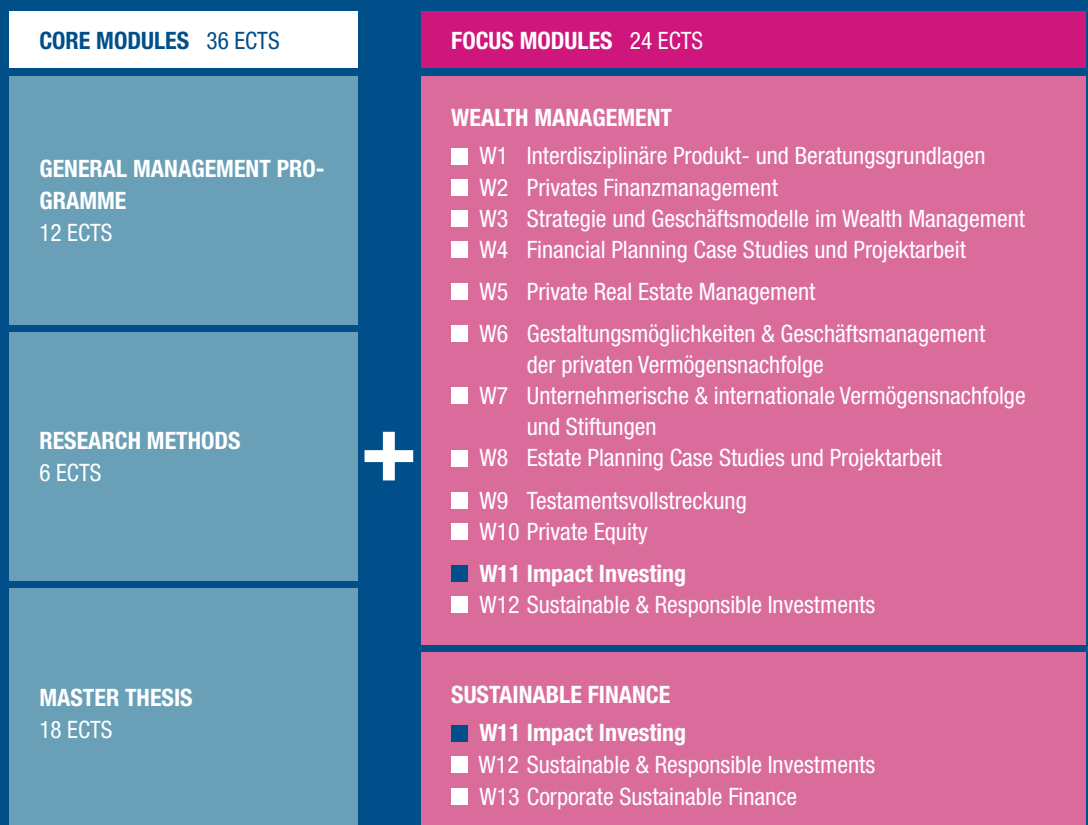 CORE MODULES 36 ECTS
GENERAL MANAGEMENT PRO-
GRAMME
12 ECTS
RESEARCH METHODS
6 ECTS
MASTER THESIS
18 ECTS
+
FOCUS MODULES 24 ECTS
WEALTH MANAGEMENT
W1 Interdisziplinäre Produkt- und Beratungsgrundlagen
W2 Privates Finanzmanagement
W3 Strategie und Geschäftsmodelle im Wealth Management
W4 Financial Planning Case Studies und Projektarbeit
W5 Private Real Estate Management
W6 Gestaltungsmöglichkeiten & Geschäftsmanagement
der privaten Vermögensnachfolge
W7 Unternehmerische & internationale Vermögensnachfolge
und Stiftungen
W8 Estate Planning Case Studies und Projektarbeit
W9 Testamentsvollstreckung
W10 Private Equity
W11 Impact Investing
W12 Sustainable & Responsible Investments
SUSTAINABLE FINANCE
W11 Impact Investing
W12 Sustainable & Responsible Investments
W13 Corporate Sustainable Finance